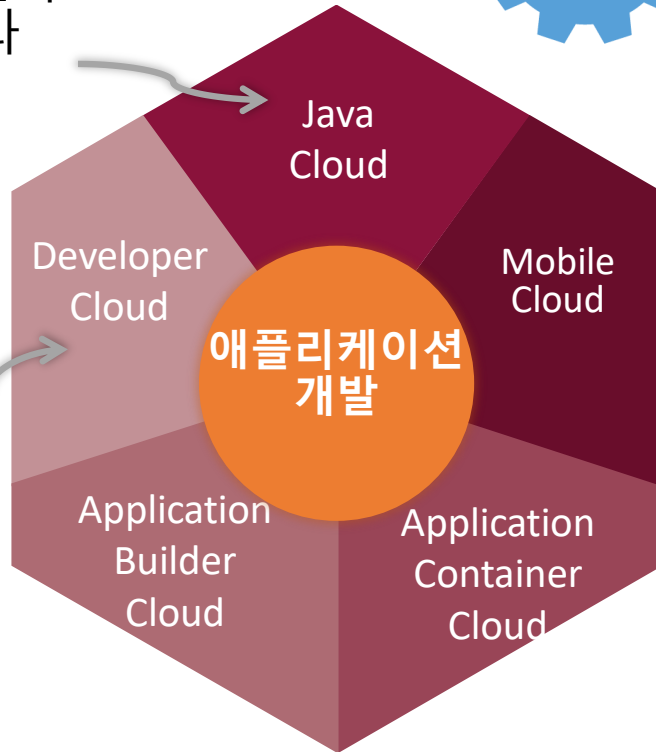 Java
Cloud
Developer
Cloud
Mobile
Cloud
애플리케이션
개발
Application
Builder
Cloud
Application
Container
Cloud